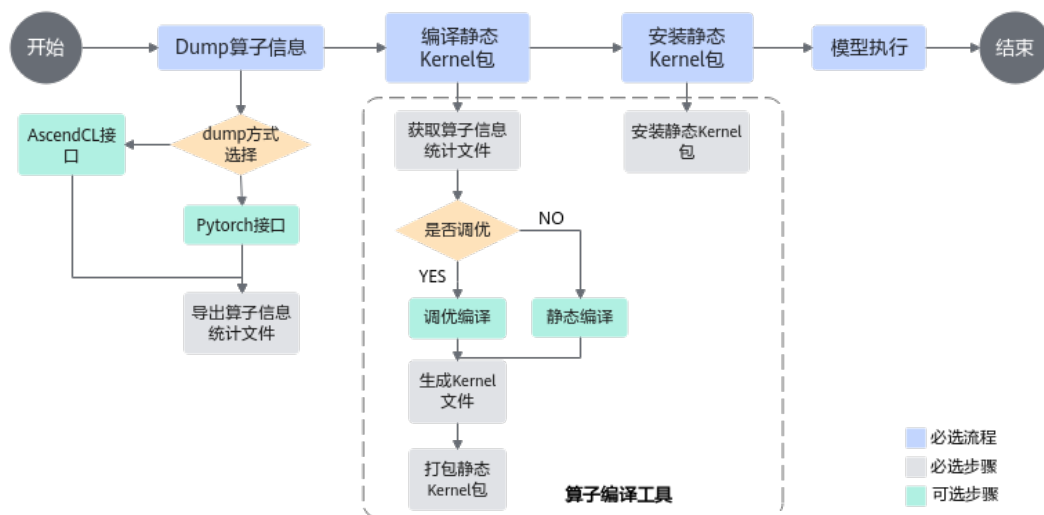 开始
Dump算子信息
编译静态
Kernel包
安装静态
Kernel包
模型执行
结束
AscendCL接
口
dump方式
选择
Pytorch接口
导出算子信息
统计文件
获取算子信息
统计文件
是否调优
NO
YES
调优编译
静态编译
生成Kernel
文件
打包静态
Kernel包
安装静态Kernel
包
算子编译工具
必选流程
必选步骤
可选步骤